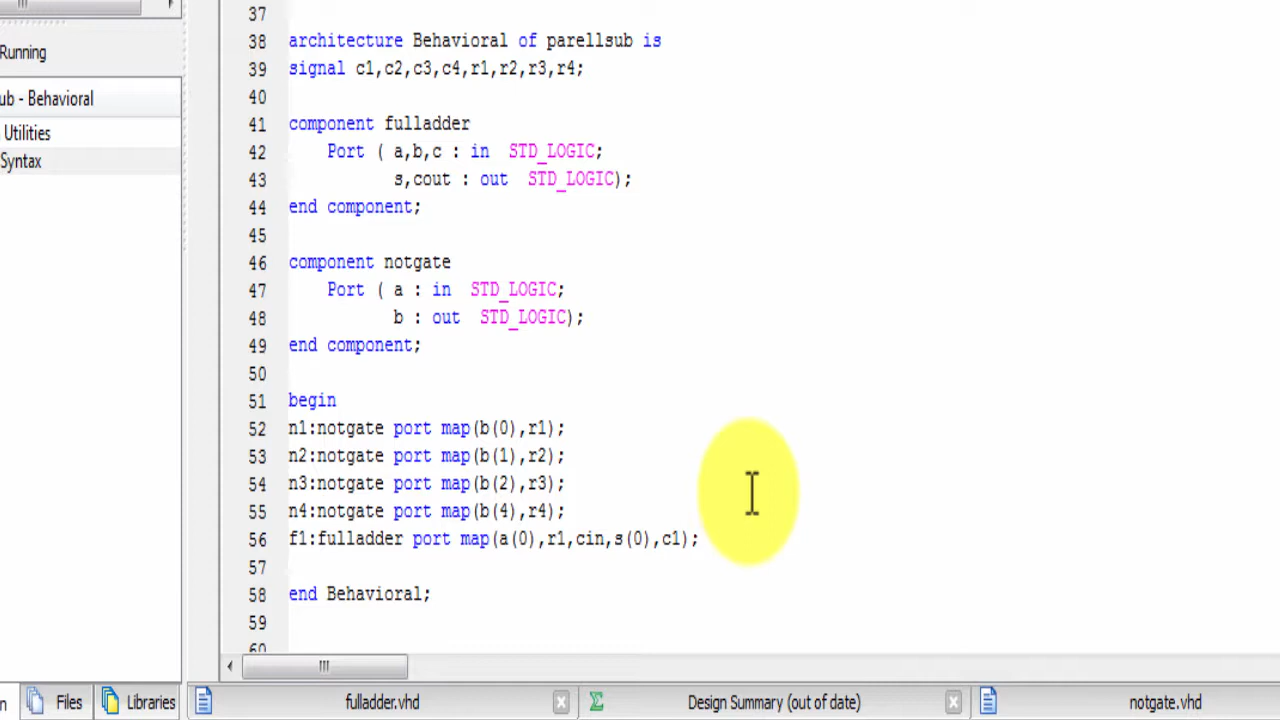 37
Running
38 architecture Behavioral of parellsub is
39 signal c1,c2,c3,c4,r1,r2,r3,r4;
ub - Behavioral
40
41 component fulladder
Utilities
42 Port ( a,b,c : in STD_LOGIC;
Syntax
43 s,cout : out STD_LOGIC);
44 end component;
45
46 component notgate
47 Port ( a : in STD_LOGIC;
48 b : out STD_LOGIC);
49 end component;
50
51 begin
52 n1:notgate port map(b(0),r1);
53 n2:notgate port map(b(1),r2);
54 n3:notgate port map(b(2),r3);
55 n4:notgate port map(b(4),r4);
56 f1:fulladder port map(a(0),r1,cin,s(0),c1);
57
58 end Behavioral;
59
60
n Files Libraries fulladder.vhd Σ Design Summary (out of date) notgate.vhd